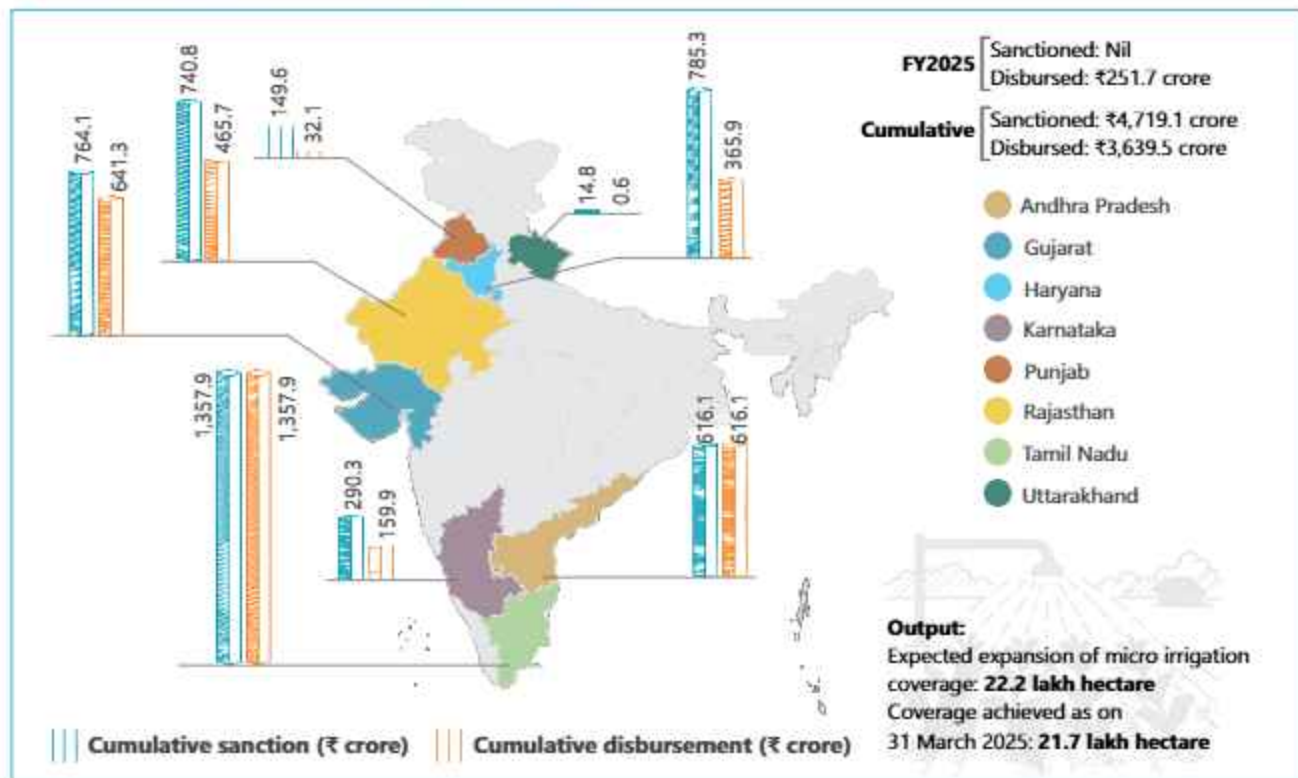 740.8
465.7
149.6
32.1
764.1
641.3
785.3
365.9
14.8
0.6
FY2025
Sanctioned: Nil
Disbursed: ₹251.7 crore
Cumulative
Sanctioned: ₹4,719.1 crore
Disbursed: ₹3,639.5 crore
Andhra Pradesh
Gujarat
Haryana
Karnataka
Punjab
Rajasthan
Tamil Nadu
Uttarakhand
1,357.9
1,357.9
290.3
159.9
616.1
616.1
Output:
Expected expansion of micro irrigation
coverage: 22.2 lakh hectare
Coverage achieved as on
31 March 2025: 21.7 lakh hectare
Cumulative sanction (₹ crore)
Cumulative disbursement (₹ crore)